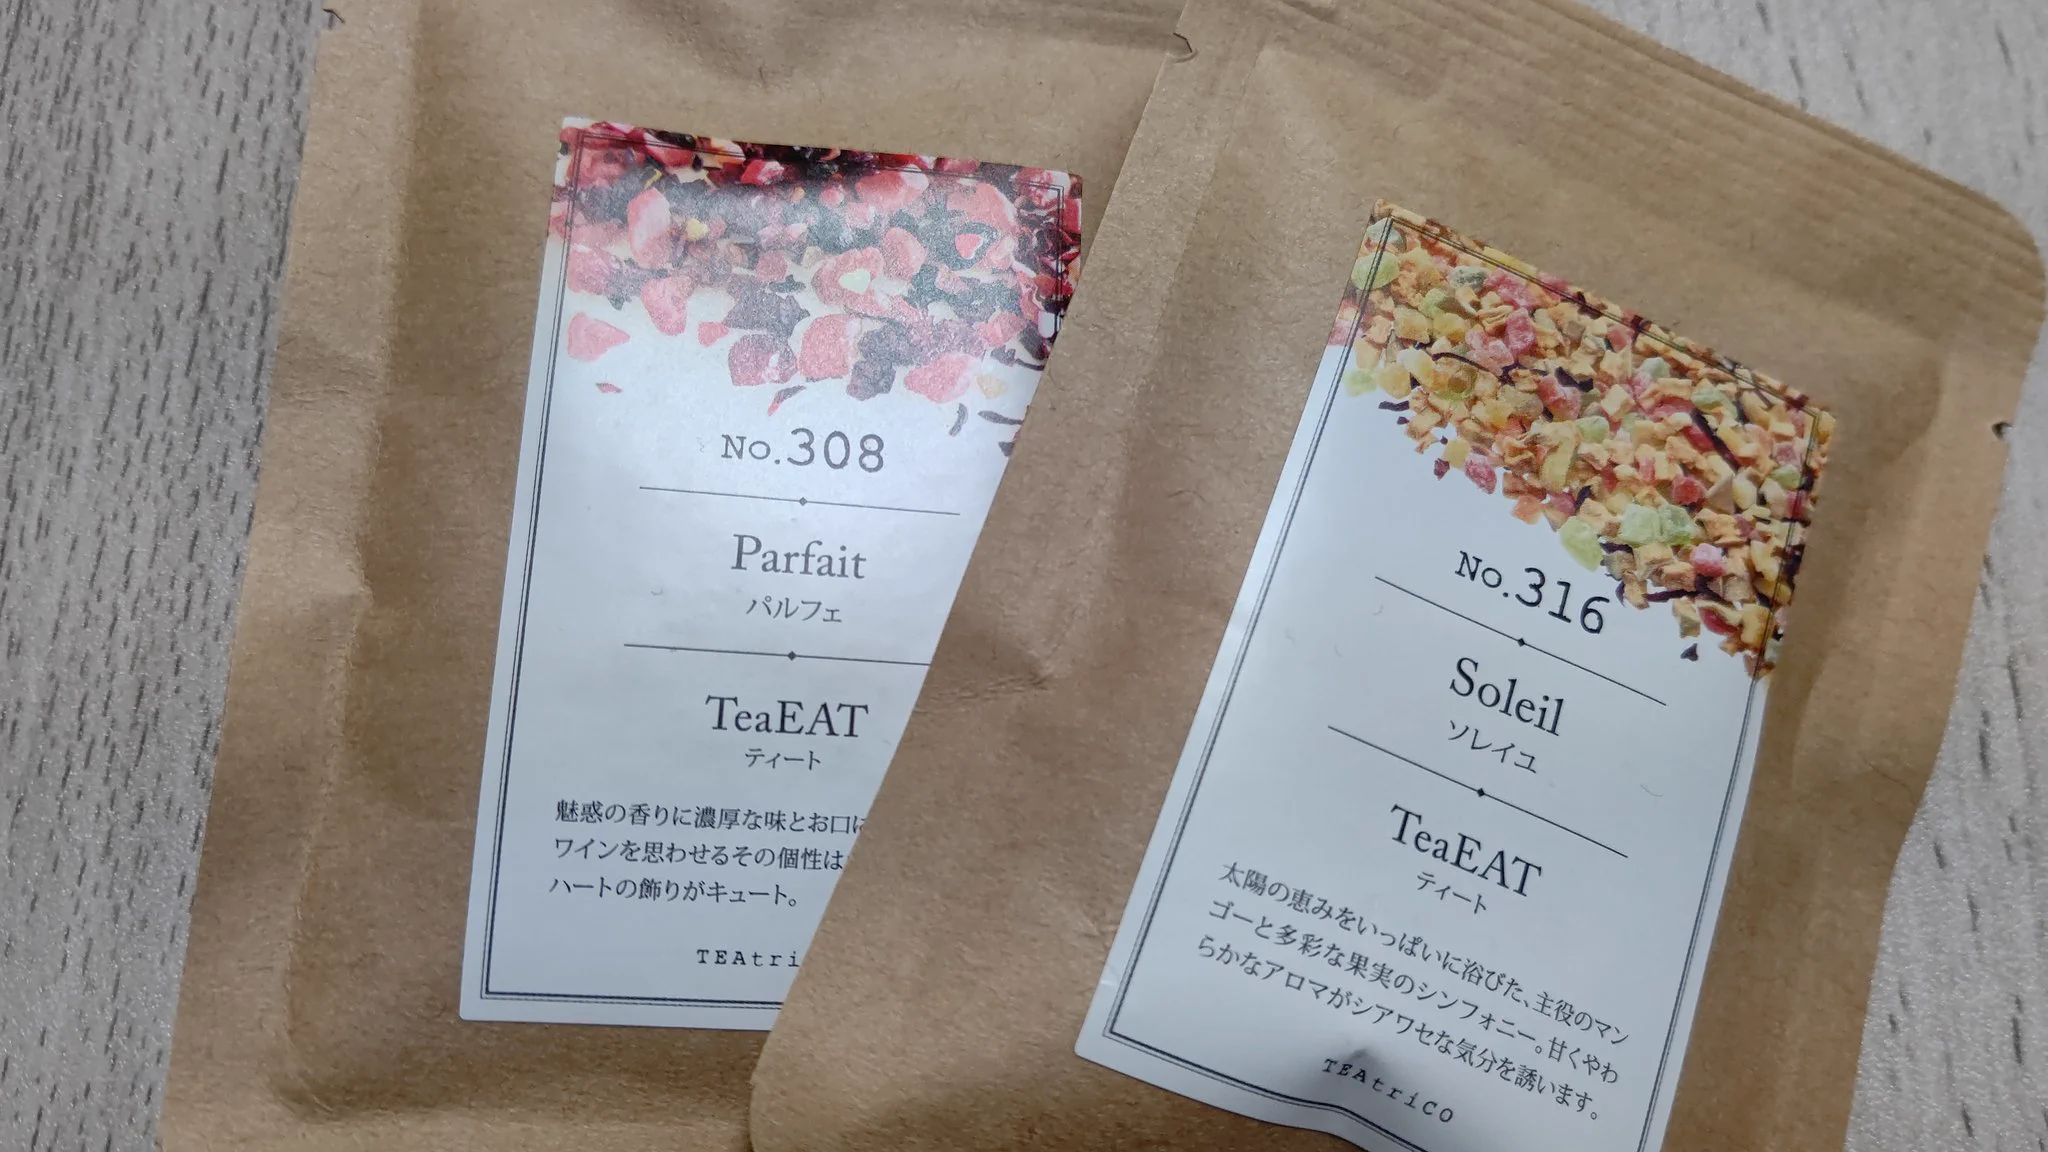 No.308
Parfait
パルフェ
TeaEAT
ティート
魅惑の香りに濃厚な味とお口に
ワインを思わせるその個性は
ハートの飾りがキュート。
TEAtri
No.316
Soleil
ソレイユ
TeaEAT
ティート
太陽の恵みをいっぱいに浴びた、主役のマン
ゴーと多彩な果実のシンフォニー。甘くやわ
らかなアロマがシアワセな気分を誘います。
TEAtrico